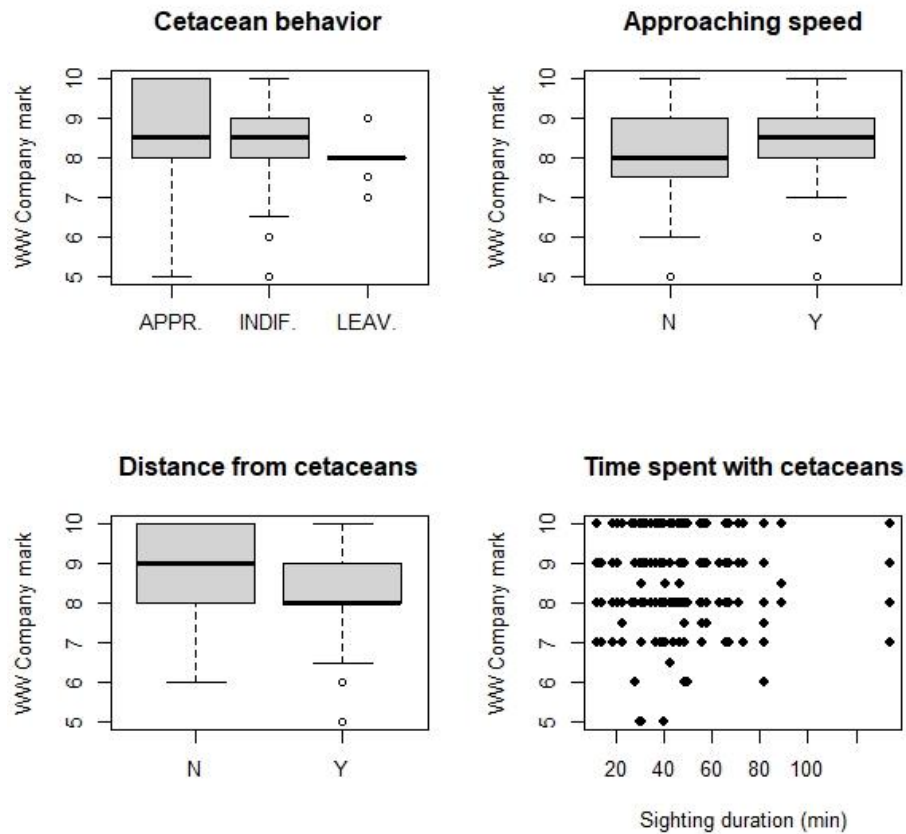 Cetacean behavior
WW Company mark
10
9
8
7
6
5
APPR. INDIF. LEAV.
Approaching speed
WW Company mark
10
9
8
7
6
5
N Y
Distance from cetaceans
WW Company mark
10
9
8
7
6
5
N Y
Time spent with cetaceans
WW Company mark
10
9
8
7
6
5
20 40 60 80 100
Sighting duration (min)